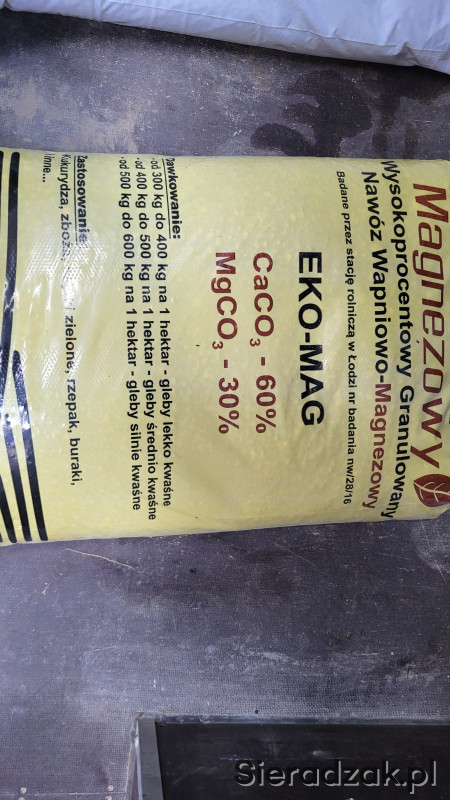 Magnezowy
Wysokoprocentowy Granulowany
Nawóz Wapniowo-Magnezowy
Badane przez stację rolniczą w Łodzi nr badania nw/28/16
EKO-MAG
CaCO3 - 60%
MgCO3 - 30%
Dawkowanie:
-od 300 kg do 400 kg na 1 hektar - gleby lekko kwaśne
-od 400 kg do 500 kg na 1 hektar - gleby średnio kwaśne
-od 500 kg do 600 kg na 1 hektar - gleby silnie kwaśne
Zastosowanie:
Kukurydza, zboża, zielone, rzepak, buraki,
i inne...
Sieradzak.pl